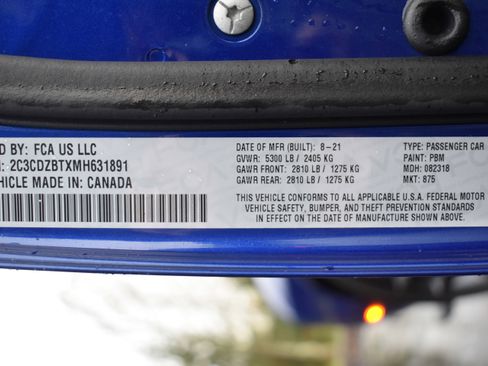 ED BY: FCA US LLC
N: 2C3CDZBTXMH631891
VEHICLE MADE IN CANADA
DATE OF MFR (BUILT): 8-21
GVWR: 5300 LB / 2405 KG
GAWR FRONT: 2810 LB / 1275 KG
GAWR REAR: 2810 LB / 1275 KG
TYPE: PASSENGER CAR
PAINT: PBM
MDH: 082318
MKT: 875
THIS VEHICLE CONFORMS TO ALL APPLICABLE U.S.A. FEDERAL MOTOR
VEHICLE SAFETY, BUMPER, AND THEFT PREVENTION STANDARDS
IN EFFECT ON THE DATE OF MANUFACTURE SHOWN ABOVE.